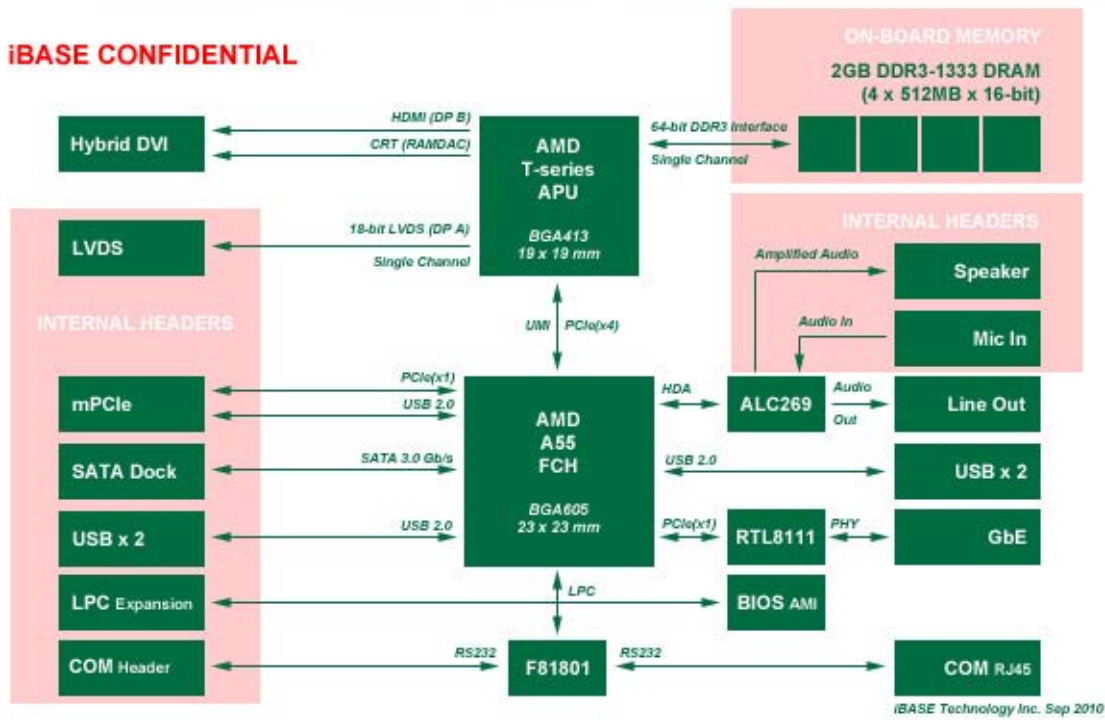 iBASE CONFIDENTIAL
ON-BOARD MEMORY
2GB DDR3-1333 DRAM
(4 x 512MB x 16-bit)
Hybrid DVI
HDMI (DP B)
CRT (RAMDAC)
AMD
T-series
APU
BGA413
19 x 19 mm
64-bit DDR3 Interface
Single Channel
LVDS
18-bit LVDS (DP A)
Single Channel
INTERNAL HEADERS
INTERNAL HEADERS
Amplified Audio
Speaker
Audio In
Mic In
UMI
PCIe(x4)
mPCIe
PCIe(x1)
USB 2.0
AMD
A55
FCH
BGA605
23 x 23 mm
HDA
ALC269
Audio
Out
Line Out
SATA Dock
SATA 3.0 Gb/s
USB 2.0
USB x 2
USB x 2
USB 2.0
PCIe(x1)
RTL8111
PHY
GbE
LPC Expansion
LPC
BIOS AMI
COM Header
RS232
F81801
RS232
COM RJ45
iBASE Technology Inc. Sep 2010